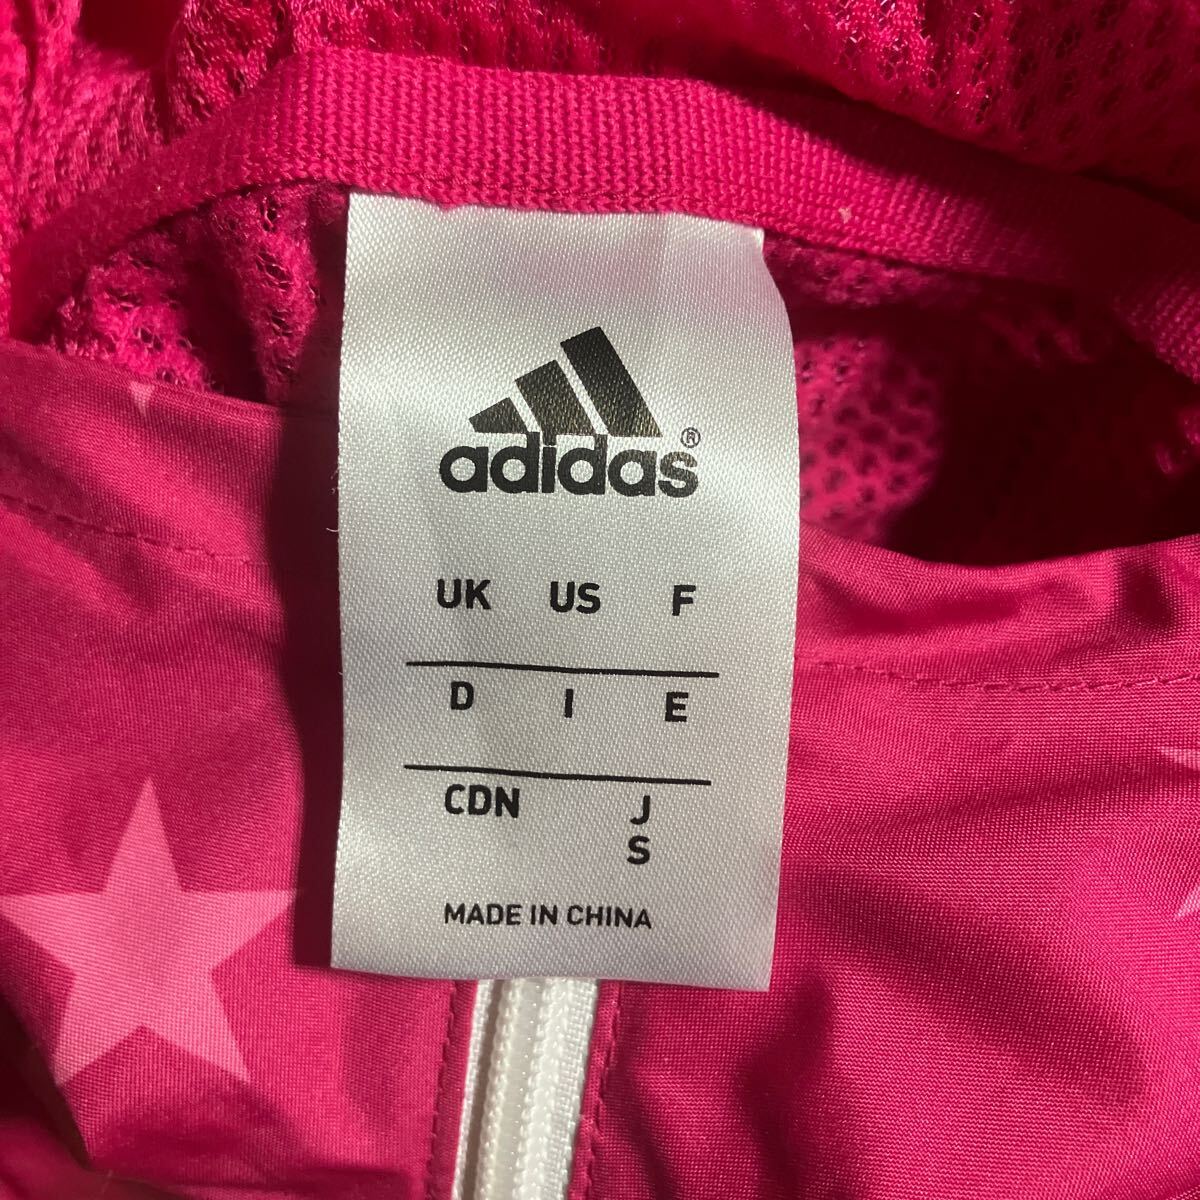 adidas®
UK US F
D I E
CDN J
S
MADE IN CHINA